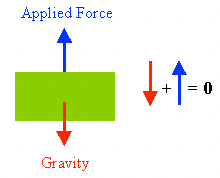 Applied Force
+ = 0
Gravity